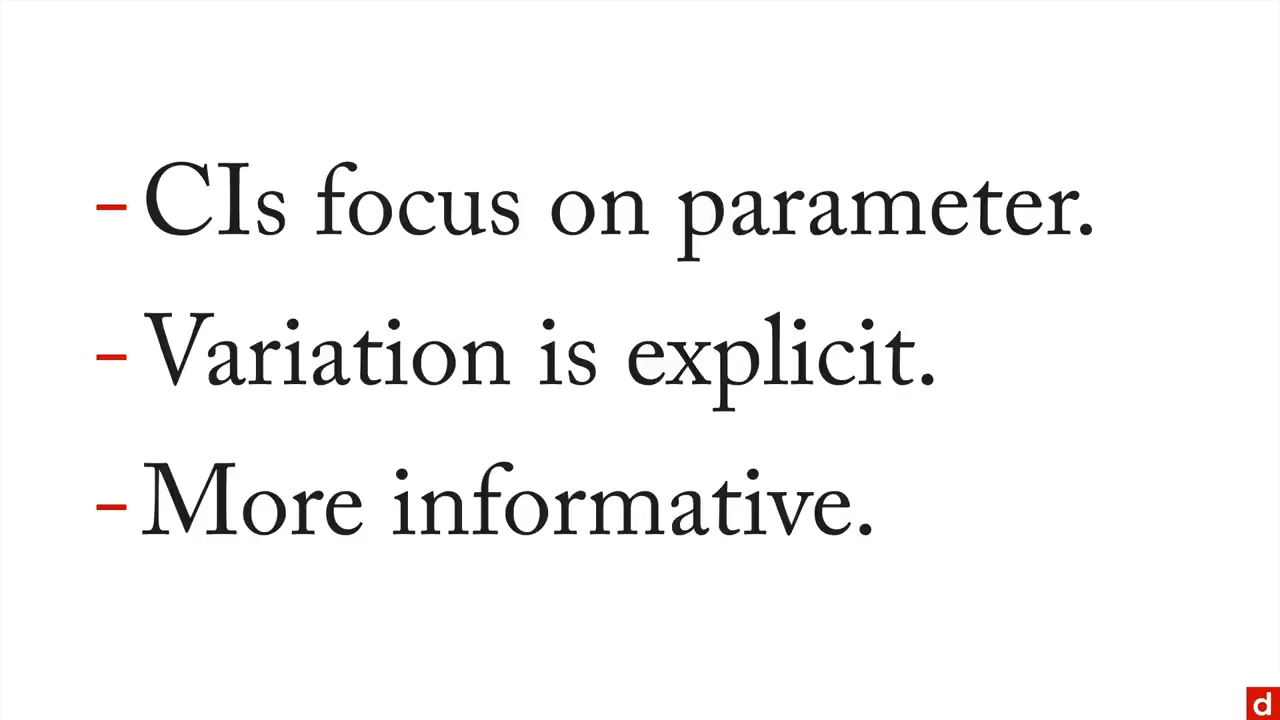 - CIs focus on parameter.
- Variation is explicit.
- More informative.
d